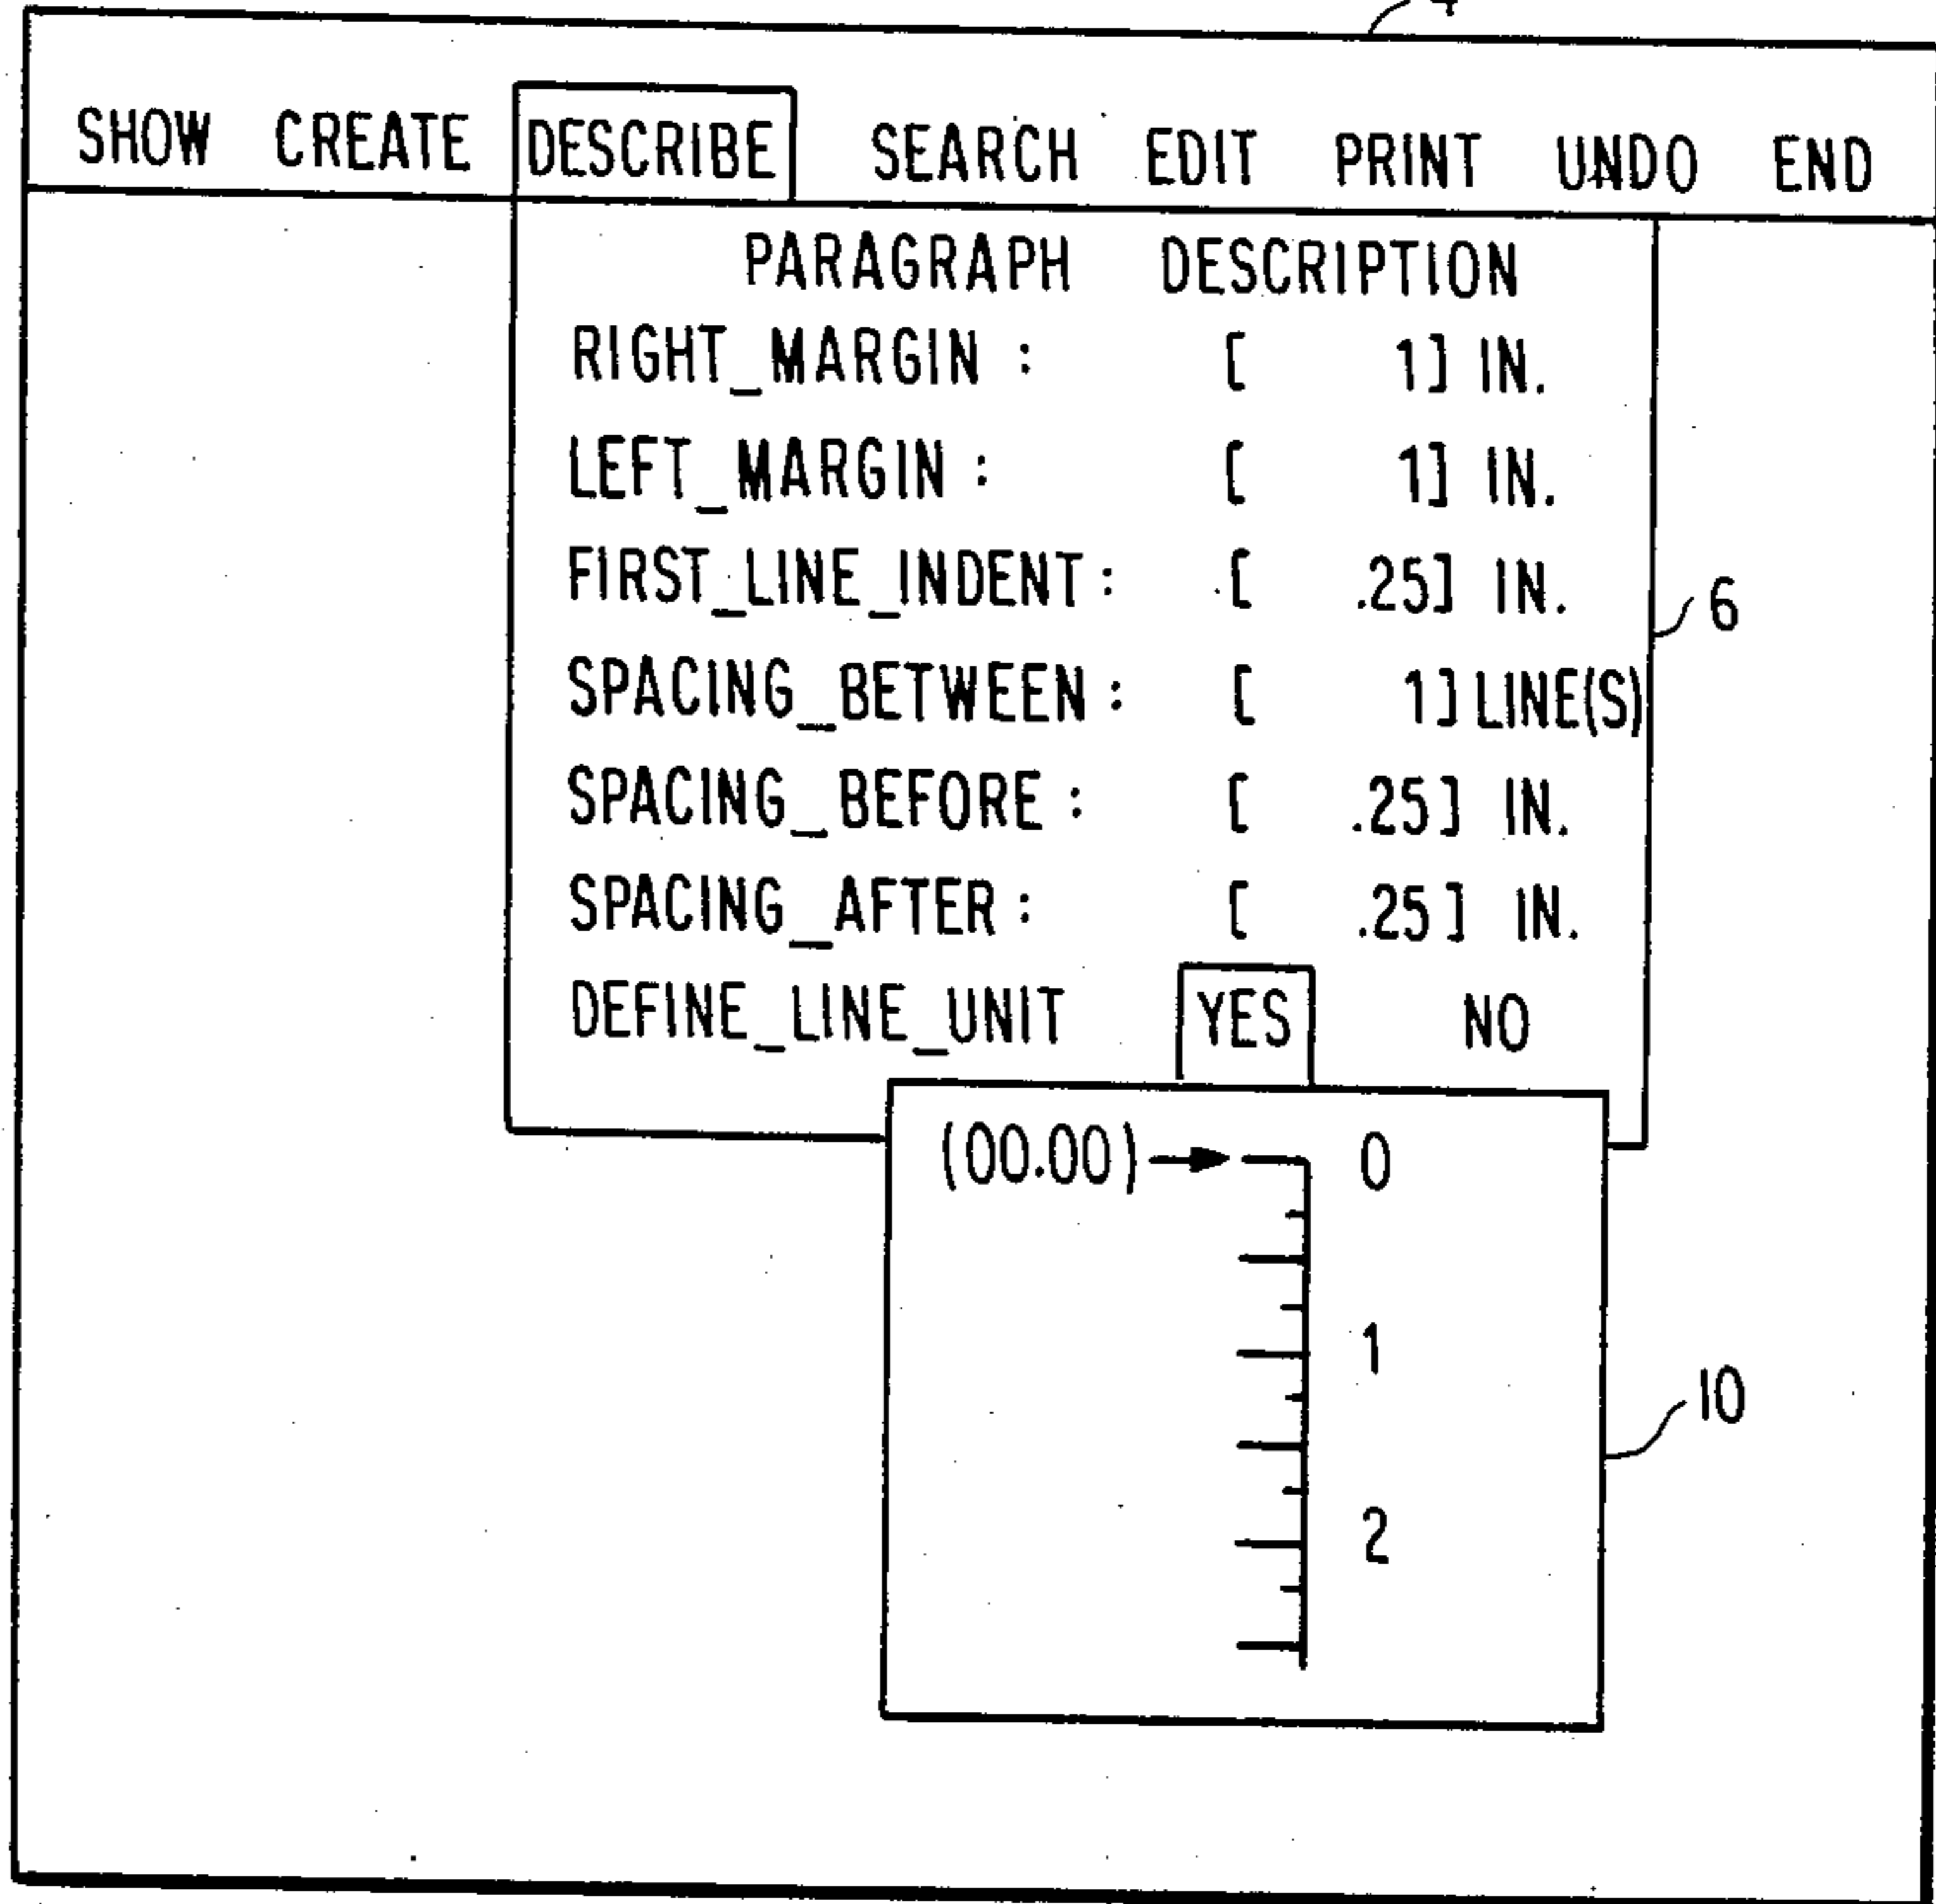 SHOW CREATE DESCRIBE SEARCH EDIT PRINT UNDO END
PARAGRAPH DESCRIPTION
RIGHT_MARGIN : [ 1] IN.
LEFT_MARGIN : [ 1] IN.
FIRST_LINE_INDENT : [ .25] IN.
6
SPACING_BETWEEN : [ 1] LINE(S)
SPACING_BEFORE : [ .25] IN.
SPACING_AFTER : [ .25] IN.
DEFINE_LINE_UNIT YES NO
(00.00) 0
1
10
2